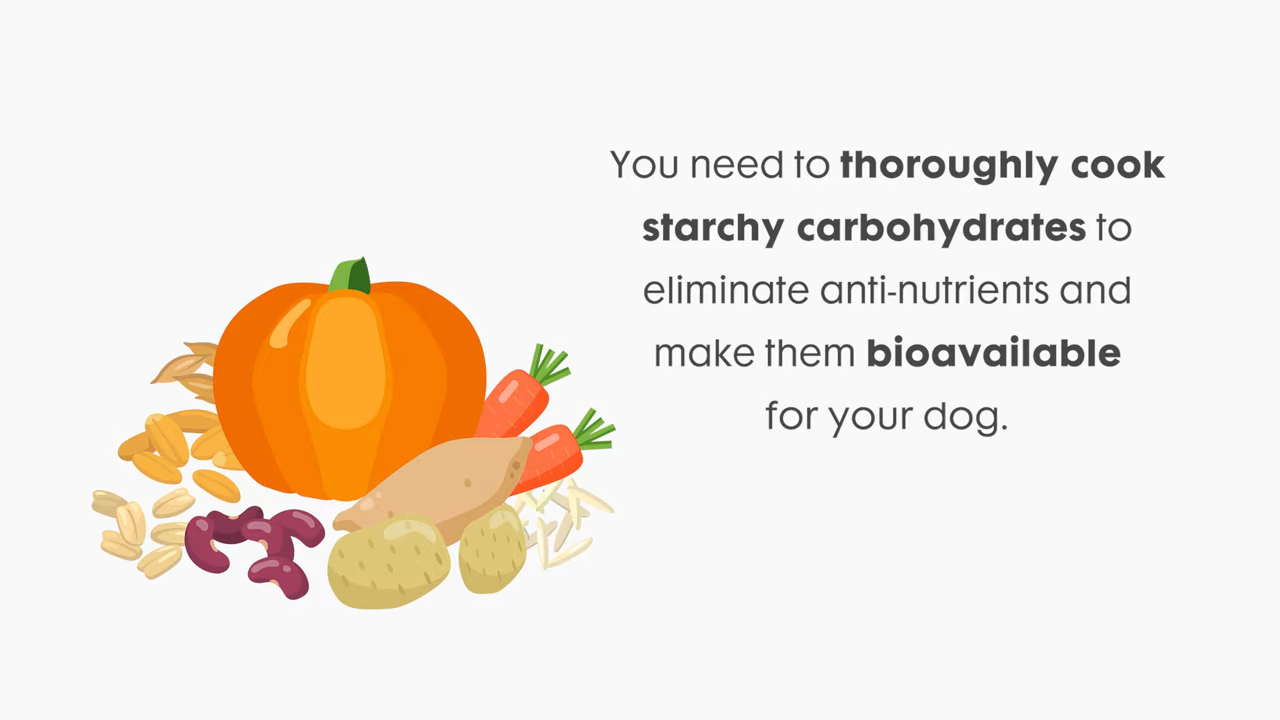 You need to thoroughly cook
starchy carbohydrates to
eliminate anti-nutrients and
make them bioavailable
for your dog.